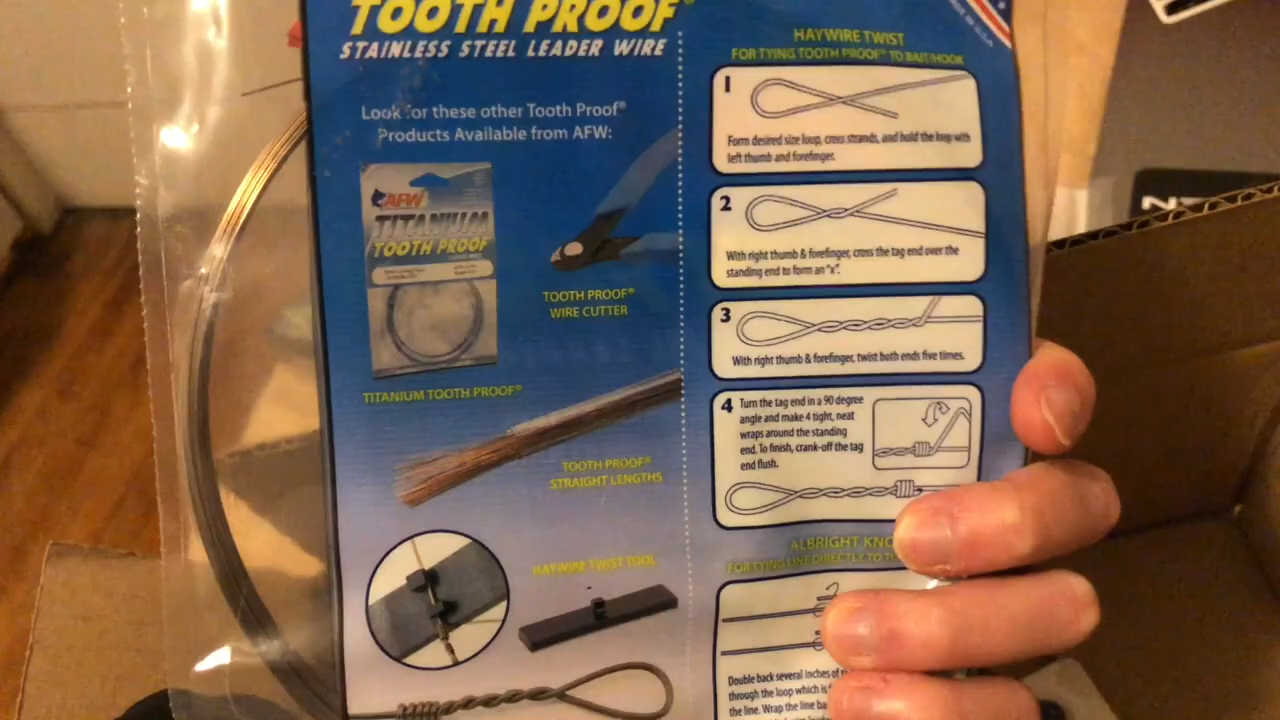 TOOTH PROOF®
STAINLESS STEEL LEADER WIRE
Look for these other Tooth Proof®
Products Available from AFW:
AFW
TITANIUM
TOOTH PROOF
TITANIUM TOOTH PROOF®
TOOTH PROOF®
WIRE CUTTER
TOOTH PROOF®
STRAIGHT LENGTHS
HAYWIRE TWIST TOOL
HAYWIRE TWIST
FOR TYING TOOTH PROOF® TO BAIT/HOOK
1
Form desired size loop, cross strands, and hold the loop with
left thumb and forefinger.
2
With right thumb & forefinger, cross the tag end over the
standing end to form an "x".
3
With right thumb & forefinger, twist both ends five times.
4
Turn the tag end in a 90 degree
angle and make 4 tight, neat
wraps around the standing
end. To finish, crank-off the tag
end flush.
ALBRIGHT KNO
FOR TYING LINE DIRECTLY TO
Double back several inches of
through the loop which is
the line. Wrap the line